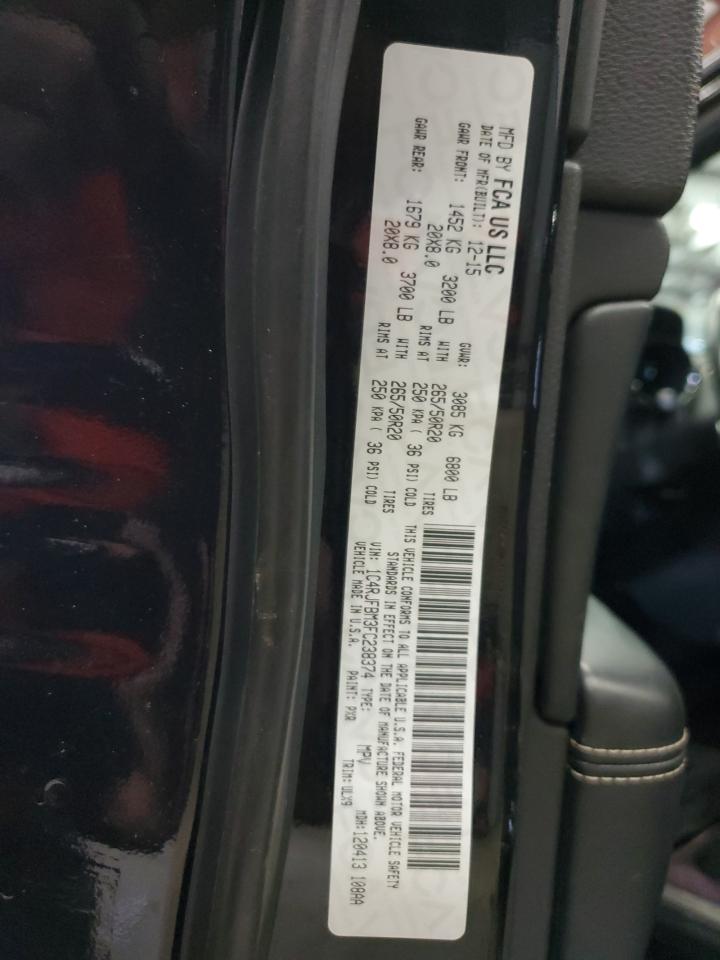 MFD BY FCA US LLC
DATE OF MFR(BUILT): 12-15 GVWR: 3085 KG 6800 LB
GAWR FRONT: 1452 KG 3200 LB WITH 265/50R20 TIRES
20X8.0 RIMS AT 250 KPA ( 36 PSI) COLD
GAWR REAR: 1679 KG 3700 LB WITH 265/50R20 TIRES
20X8.0 RIMS AT 250 KPA ( 36 PSI) COLD
THIS VEHICLE CONFORMS TO ALL APPLICABLE U.S.A. FEDERAL MOTOR VEHICLE SAFETY
STANDARDS IN EFFECT ON THE DATE OF MANUFACTURE SHOWN ABOVE.
VIN: 1C4RJFBM3FC238374 TYPE: MPV MDH:120413 108AA
VEHICLE MADE IN U.S.A. PAINT: PXR TRIM: ULX9